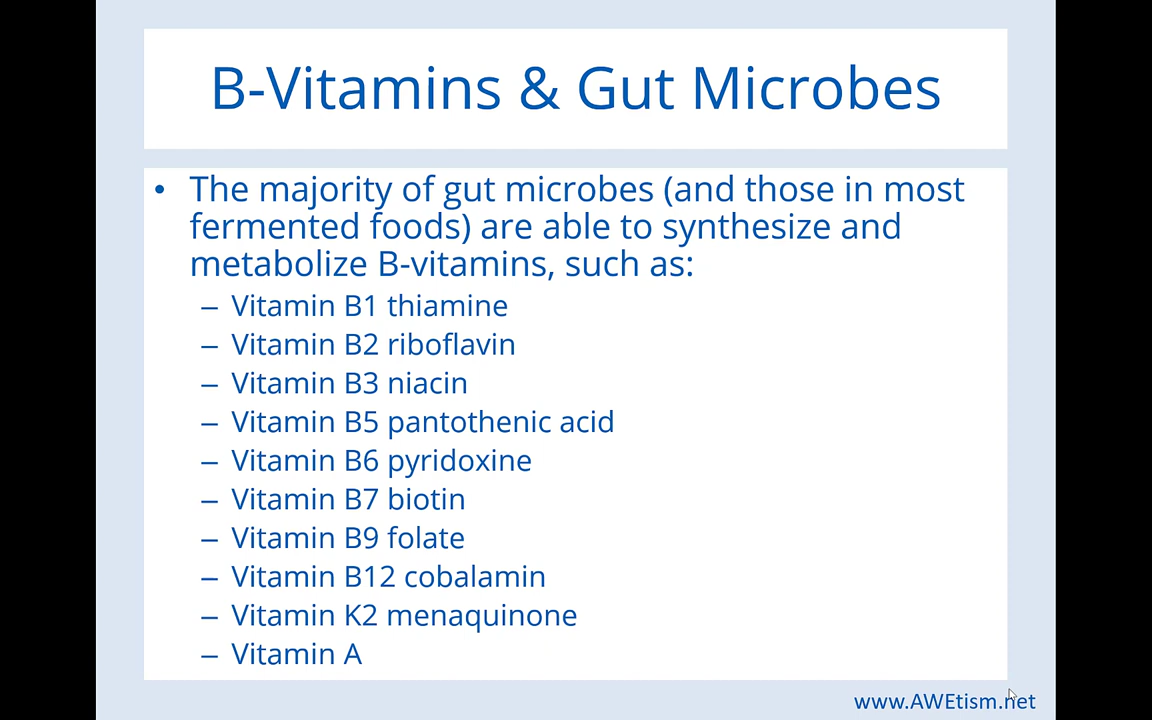 B-Vitamins & Gut Microbes
• The majority of gut microbes (and those in most
fermented foods) are able to synthesize and
metabolize B-vitamins, such as:
– Vitamin B1 thiamine
– Vitamin B2 riboflavin
– Vitamin B3 niacin
– Vitamin B5 pantothenic acid
– Vitamin B6 pyridoxine
– Vitamin B7 biotin
– Vitamin B9 folate
– Vitamin B12 cobalamin
– Vitamin K2 menaquinone
– Vitamin A
www.AWEtism.net